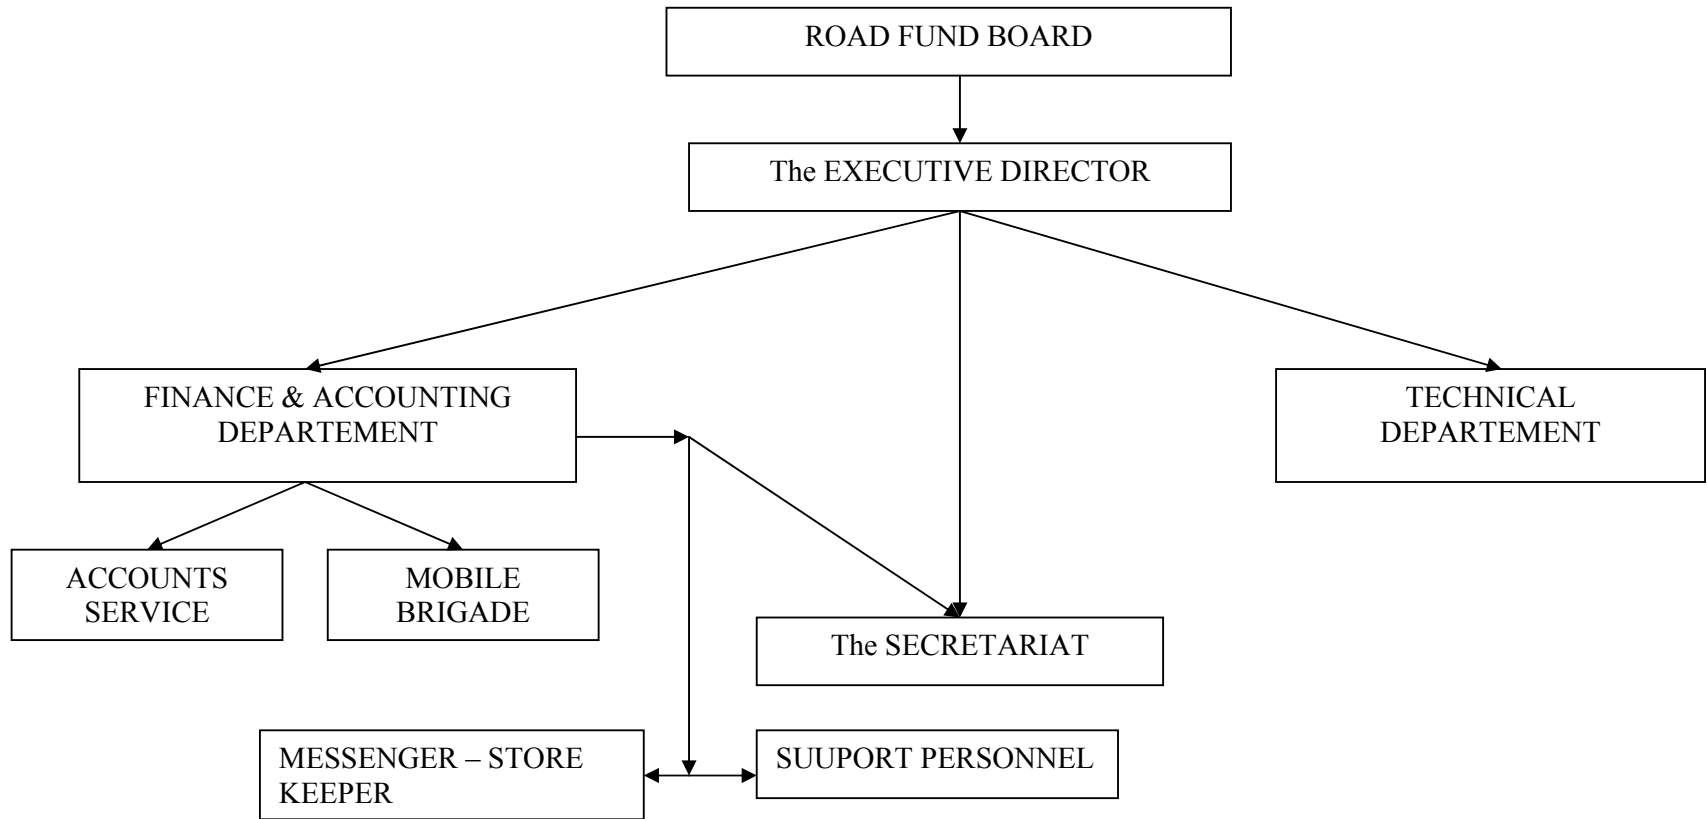 ROAD FUND BOARD
The EXECUTIVE DIRECTOR
FINANCE & ACCOUNTING
DEPARTEMENT
TECHNICAL
DEPARTEMENT
ACCOUNTS
SERVICE
MOBILE
BRIGADE
The SECRETARIAT
MESSENGER – STORE
KEEPER
SUUPORT PERSONNEL